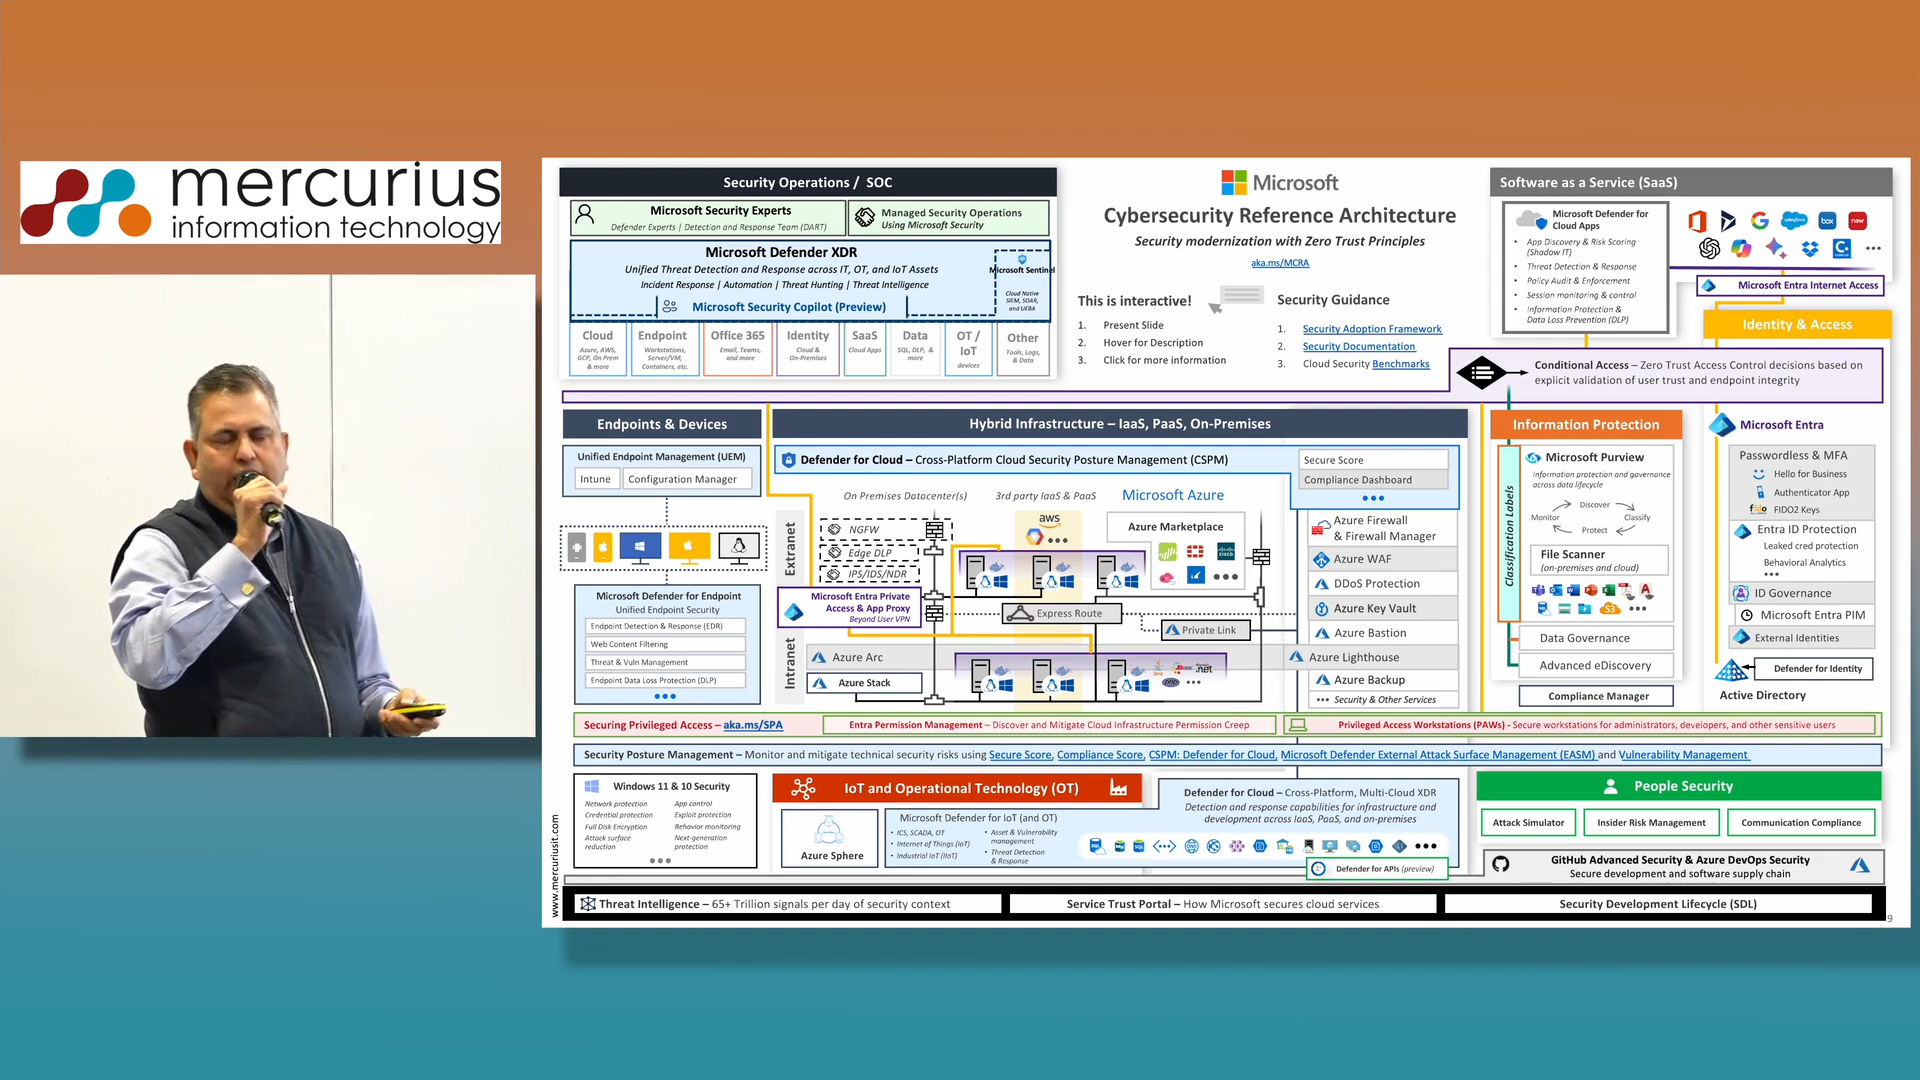 mercurius
information technology
Security Operations / SOC
Microsoft Security Experts
Defender Experts | Detection and Response Team (DART)
Managed Security Operations
Using Microsoft Security
Microsoft Defender XDR
Unified Threat Detection and Response across IT, OT, and IoT Assets
Incident Response | Automation | Threat Hunting | Threat Intelligence
Microsoft Security Copilot (Preview)
Microsoft Sentinel
Cloud Native
SIEM, SOAR,
and UEBA
Cloud
Azure, AWS,
GCP, On Prem
& more
Endpoint
Workstations,
Server/VM,
Containers, etc.
Office 365
Email, Teams,
and more
Identity
Cloud &
On-Premises
SaaS
Cloud Apps
Data
SQL, DLP, &
more
OT /
IoT
devices
Other
Tools, Logs,
& Data
Microsoft
Cybersecurity Reference Architecture
Security modernization with Zero Trust Principles
aka.ms/MCRA
This is interactive!
1. Present Slide
2. Hover for Description
3. Click for more information
Security Guidance
1. Security Adoption Framework
2. Security Documentation
3. Cloud Security Benchmarks
Software as a Service (SaaS)
Microsoft Defender for
Cloud Apps
• App Discovery & Risk Scoring
(Shadow IT)
• Threat Detection & Response
• Policy Audit & Enforcement
• Session monitoring & control
• Information Protection &
Data Loss Prevention (DLP)
salesforce
box
now
Microsoft Entra Internet Access
Identity & Access
Conditional Access – Zero Trust Access Control decisions based on
explicit validation of user trust and endpoint integrity
Endpoints & Devices
Unified Endpoint Management (UEM)
Intune
Configuration Manager
Microsoft Defender for Endpoint
Unified Endpoint Security
Endpoint Detection & Response (EDR)
Web Content Filtering
Threat & Vuln Management
Endpoint Data Loss Protection (DLP)
Hybrid Infrastructure – IaaS, PaaS, On-Premises
Defender for Cloud – Cross-Platform Cloud Security Posture Management (CSPM)
Secure Score
Compliance Dashboard
On Premises Datacenter(s)
3rd party IaaS & PaaS
Microsoft Azure
Extranet
NGFW
Edge DLP
IPS/IDS/NDR
aws
Azure Marketplace
CISCO
Microsoft Entra Private
Access & App Proxy
Beyond User VPN
Express Route
Private Link
Intranet
Azure Arc
Azure Stack
JBoss
.net
php
Azure Firewall
& Firewall Manager
Azure WAF
DDoS Protection
Azure Key Vault
Azure Bastion
Azure Lighthouse
Azure Backup
Security & Other Services
Information Protection
Classification Labels
Microsoft Purview
Information protection and governance
across data lifecycle
Discover
Monitor
Classify
Protect
File Scanner
(on-premises and cloud)
S3
Data Governance
Advanced eDiscovery
Compliance Manager
Microsoft Entra
Passwordless & MFA
Hello for Business
Authenticator App
fido
FIDO2 Keys
Entra ID Protection
Leaked cred protection
Behavioral Analytics
ID Governance
Microsoft Entra PIM
External Identities
Defender for Identity
Active Directory
Securing Privileged Access – aka.ms/SPA
Entra Permission Management – Discover and Mitigate Cloud Infrastructure Permission Creep
Privileged Access Workstations (PAWs) - Secure workstations for administrators, developers, and other sensitive users
Security Posture Management – Monitor and mitigate technical security risks using Secure Score, Compliance Score, CSPM: Defender for Cloud, Microsoft Defender External Attack Surface Management (EASM) and Vulnerability Management
Windows 11 & 10 Security
Network protection
Credential protection
Full Disk Encryption
Attack surface
reduction
App control
Exploit protection
Behavior monitoring
Next-generation
protection
IoT and Operational Technology (OT)
Azure Sphere
Microsoft Defender for IoT (and OT)
• ICS, SCADA, OT
• Internet of Things (IoT)
• Industrial IoT (IIoT)
• Asset & Vulnerability
management
• Threat Detection
& Response
Defender for Cloud – Cross-Platform, Multi-Cloud XDR
Detection and response capabilities for infrastructure and
development across IaaS, PaaS, and on-premises
Defender for APIs (preview)
People Security
Attack Simulator
Insider Risk Management
Communication Compliance
GitHub Advanced Security & Azure DevOps Security
Secure development and software supply chain
Threat Intelligence – 65+ Trillion signals per day of security context
Service Trust Portal – How Microsoft secures cloud services
Security Development Lifecycle (SDL)
www.mercuriusit.com
9